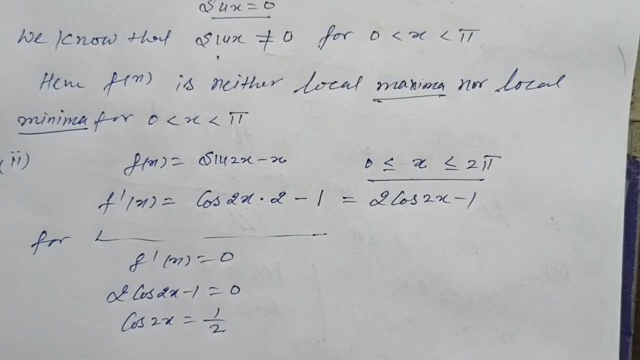 Sin x = 0
We know that Sin x ≠ 0 for 0 < x < π
Hence f(x) is neither local maxima nor local
minima for 0 < x < π
(ii) f(x) = Sin 2x - x 0 ≤ x ≤ 2π
f'(x) = Cos 2x · 2 - 1 = 2 Cos 2x - 1
for
f'(x) = 0
2 Cos 2x - 1 = 0
Cos 2x = 1/2